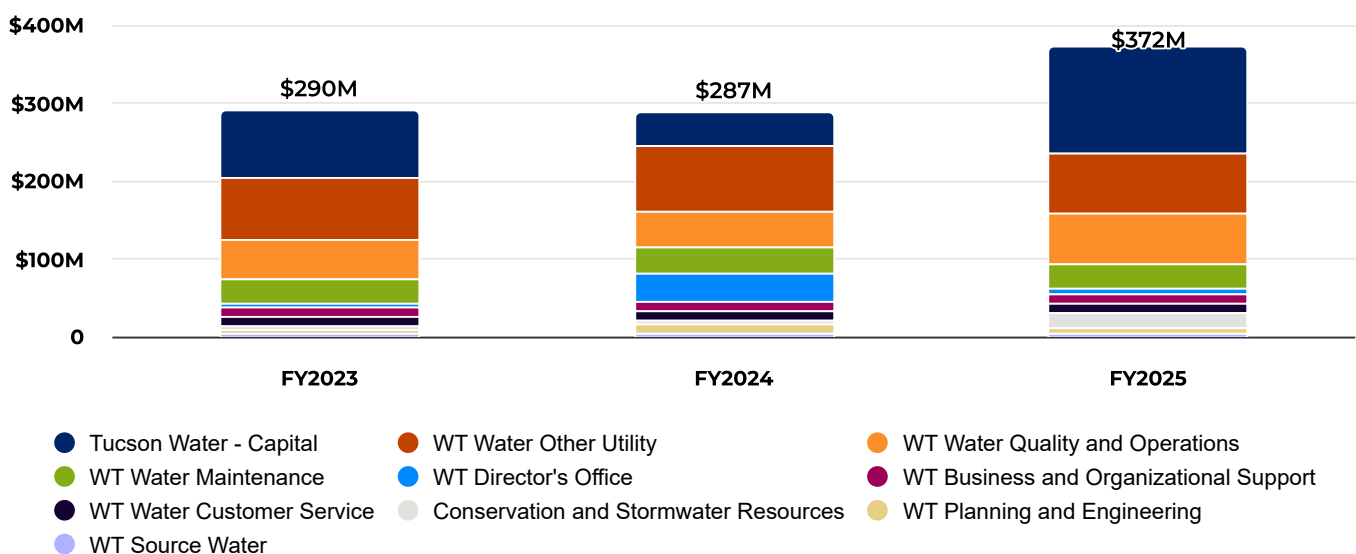 $400M
$372M
$290M
$287M
$300M
$200M
$100M
0
FY2023
FY2024
FY2025
Tucson Water - Capital
WT Water Other Utility
WT Water Quality and Operations
WT Water Maintenance
WT Director's Office
WT Business and Organizational Support
WT Water Customer Service
Conservation and Stormwater Resources
WT Planning and Engineering
WT Source Water